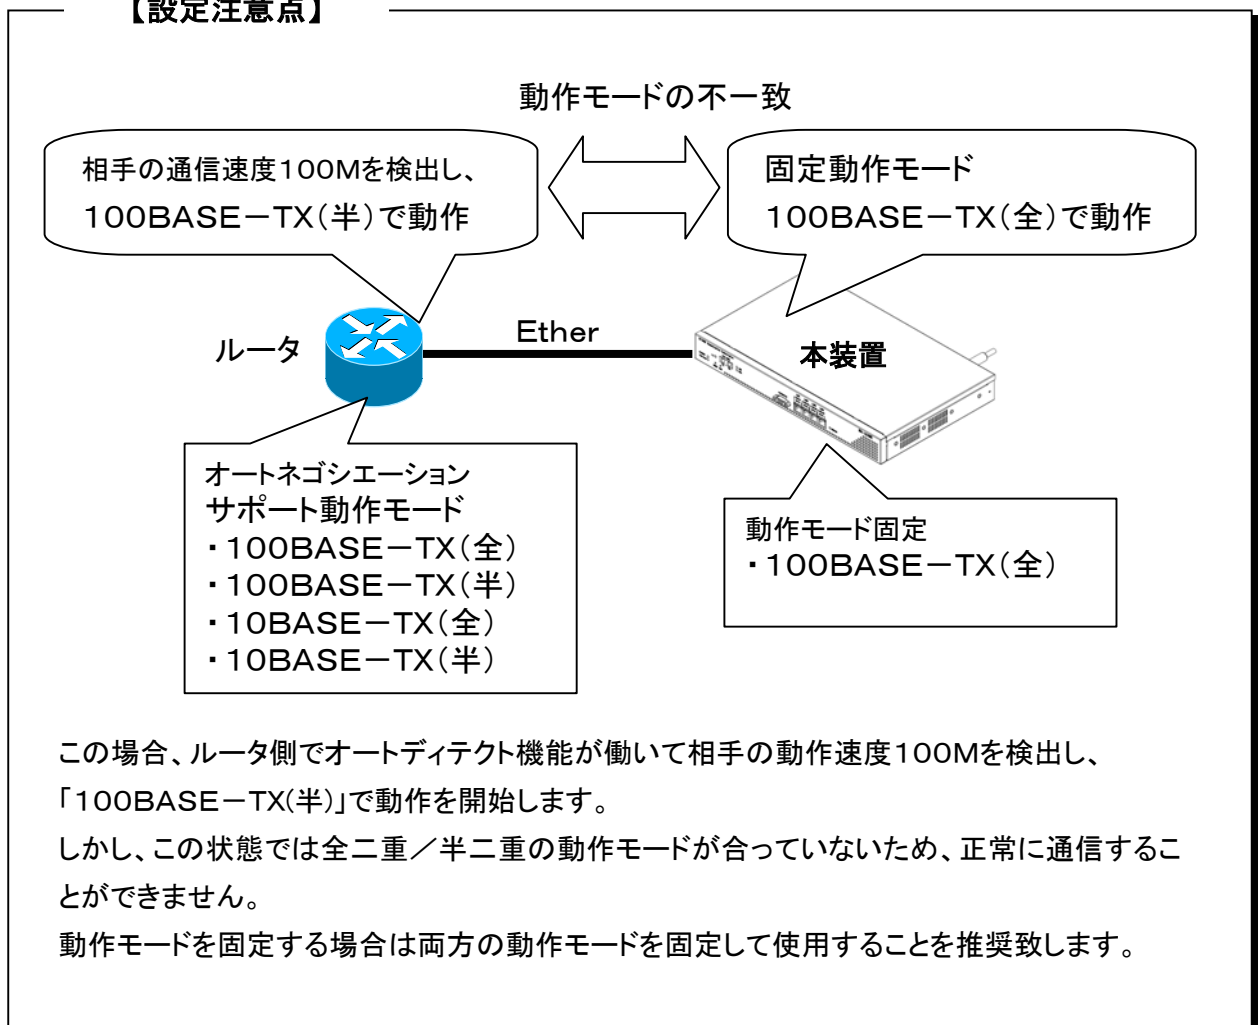 【設定注意点】
動作モードの不一致
相手の通信速度100Mを検出し、
100BASE－TX（半）で動作
固定動作モード
100BASE－TX（全）で動作
ルータ
Ether
本装置
オートネゴシエーション
サポート動作モード
・100BASE－TX（全）
・100BASE－TX（半）
・10BASE－TX（全）
・10BASE－TX（半）
動作モード固定
・100BASE－TX（全）
この場合、ルータ側でオートディテクト機能が働いて相手の動作速度100Mを検出し、
「100BASE－TX(半)」で動作を開始します。
しかし、この状態では全二重／半二重の動作モードが合っていないため、正常に通信するこ
とができません。
動作モードを固定する場合は両方の動作モードを固定して使用することを推奨致します。